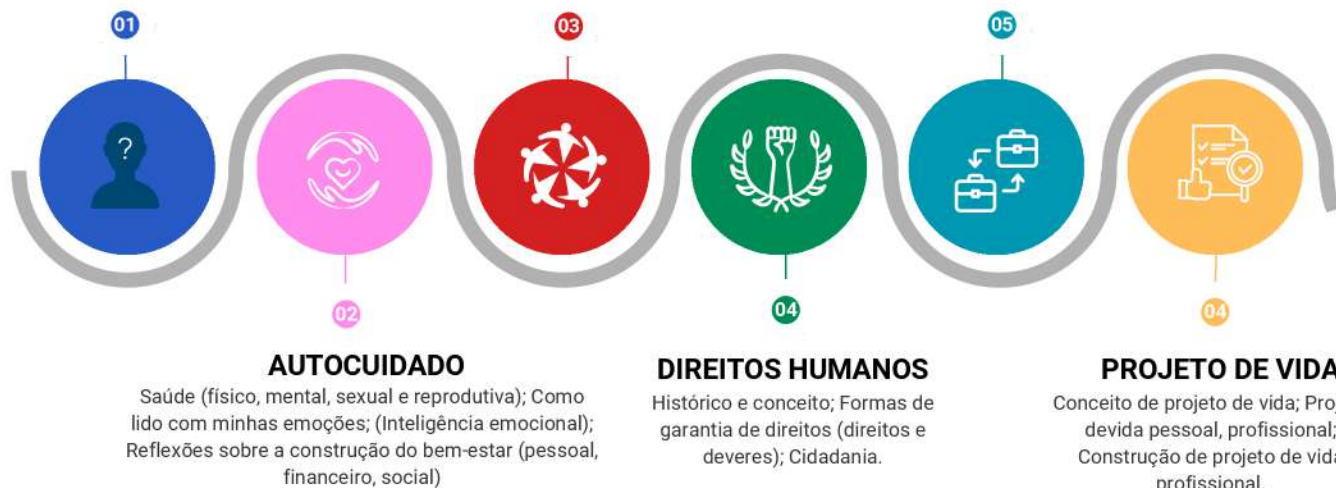 01
03
05
?
02
04
04
AUTOCUIDADO
Saúde (físico, mental, sexual e reprodutiva); Como
lido com minhas emoções; (Inteligência emocional);
Reflexões sobre a construção do bem-estar (pessoal,
financeiro, social)
DIREITOS HUMANOS
Histórico e conceito; Formas de
garantia de direitos (direitos e
deveres); Cidadania.
PROJETO DE VIDA
Conceito de projeto de vida; Proj
devida pessoal, profissional;
Construção de projeto de vida
profissional.